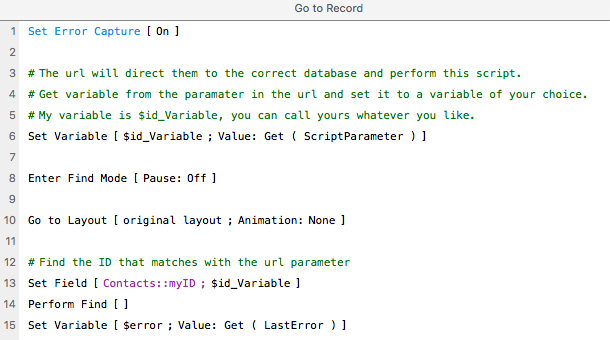 Go to Record
1 Set Error Capture [ On ]
2
3 # The url will direct them to the correct database and perform this script.
4 # Get variable from the paramater in the url and set it to a variable of your choice.
5 # My variable is $id_Variable, you can call yours whatever you like.
6 Set Variable [ $id_Variable ; Value: Get ( ScriptParameter ) ]
7
8 Enter Find Mode [ Pause: Off ]
9
10 Go to Layout [ original layout ; Animation: None ]
11
12 # Find the ID that matches with the url parameter
13 Set Field [ Contacts::myID ; $id_Variable ]
14 Perform Find [ ]
15 Set Variable [ $error ; Value: Get ( LastError ) ]